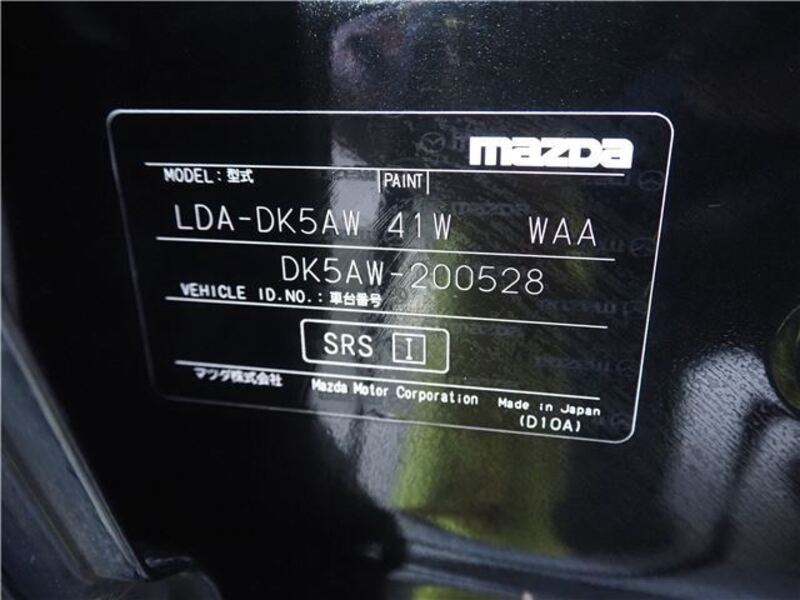 mazda
MODEL : 型式 PAINT
LDA-DK5AW 41W WAA
DK5AW-200528
VEHICLE ID.NO. : 車台番号
SRS I
マツダ株式会社 Mazda Motor Corporation Made in Japan
(D10A)